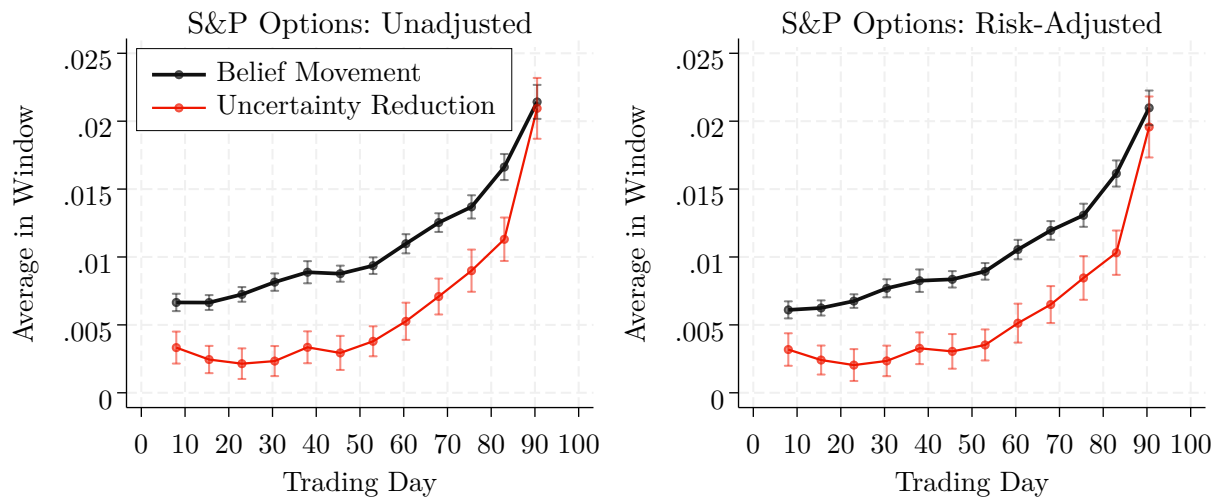 S&P Options: Unadjusted
Belief Movement
Uncertainty Reduction
Average in Window
.025
.02
.015
.01
.005
0
0 10 20 30 40 50 60 70 80 90 100
Trading Day
S&P Options: Risk-Adjusted
Average in Window
.025
.02
.015
.01
.005
0
0 10 20 30 40 50 60 70 80 90 100
Trading Day